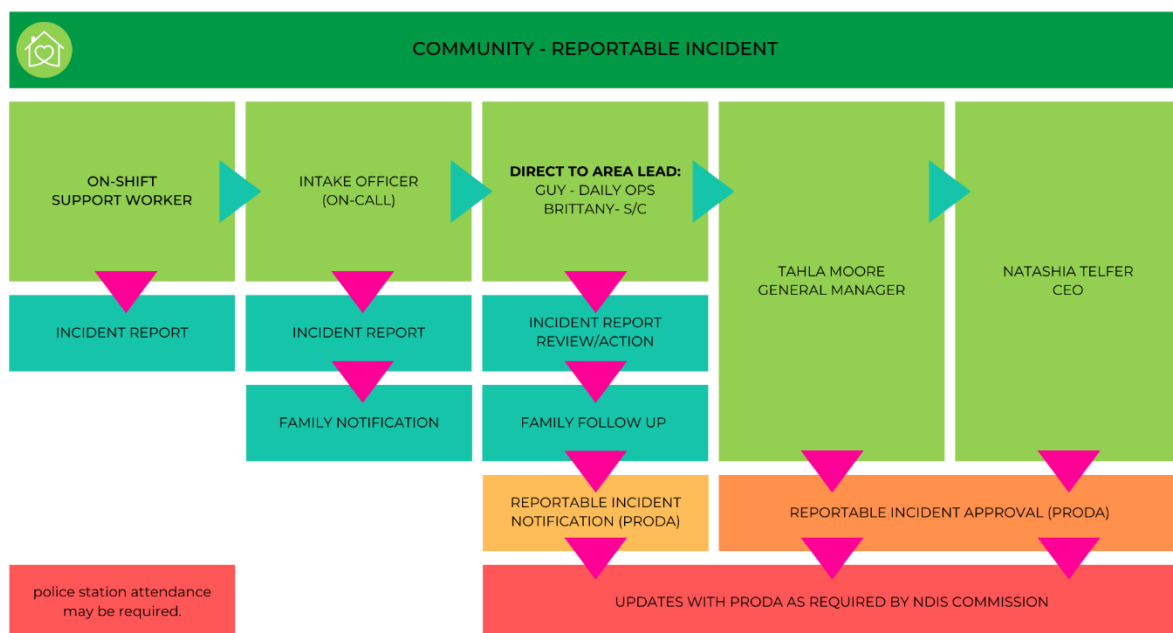 COMMUNITY - REPORTABLE INCIDENT
ON-SHIFT
SUPPORT WORKER
INTAKE OFFICER
(ON-CALL)
DIRECT TO AREA LEAD:
GUY - DAILY OPS
BRITTANY- S/C
TAHLA MOORE
GENERAL MANAGER
NATASHIA TELFER
CEO
INCIDENT REPORT
INCIDENT REPORT
INCIDENT REPORT
REVIEW/ACTION
FAMILY NOTIFICATION
FAMILY FOLLOW UP
REPORTABLE INCIDENT
NOTIFICATION (PRODA)
REPORTABLE INCIDENT APPROVAL (PRODA)
police station attendance
may be required.
UPDATES WITH PRODA AS REQUIRED BY NDIS COMMISSION